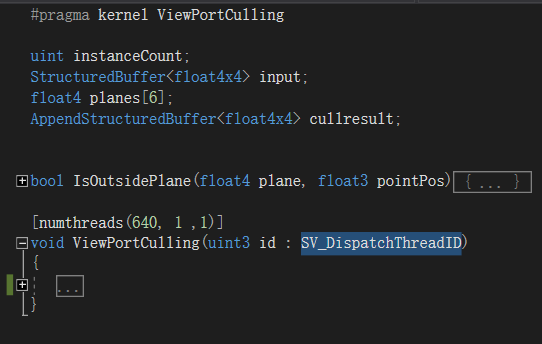 #pragma kernel ViewPortCulling
uint instanceCount;
StructuredBuffer<float4x4> input;
float4 planes[6];
AppendStructuredBuffer<float4x4> cullresult;
bool IsOutsidePlane(float4 plane, float3 pointPos){ ... }
[numthreads(640, 1 ,1)]
void ViewPortCulling(uint3 id : SV_DispatchThreadID)
{
...
}